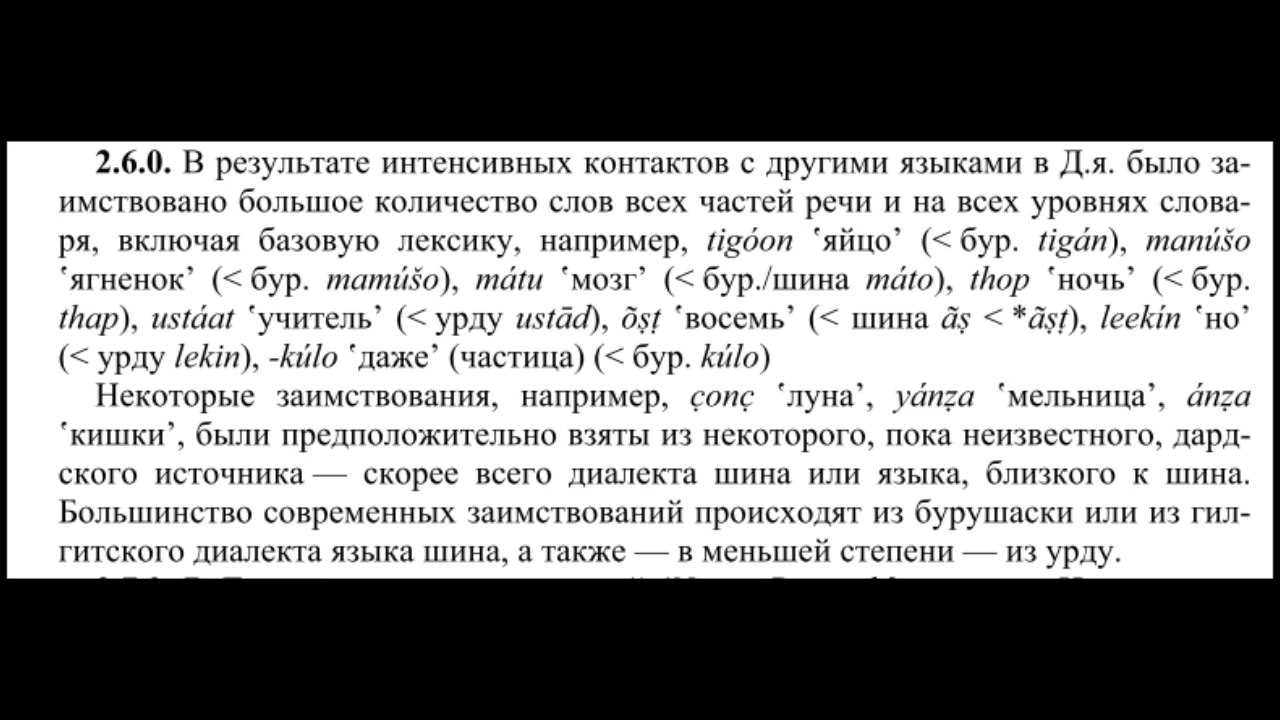 2.6.0. В результате интенсивных контактов с другими языками в Д.я. было за-
имствовано большое количество слов всех частей речи и на всех уровнях слова-
ря, включая базовую лексику, например, tigóon ‛яйцо’ (< бур. tigán), manúšo
‛ягненок’ (< бур. mamúšo), mátu ‛мозг’ (< бур./шина máto), thop ‛ночь’ (< бур.
thap), ustáat ‛учитель’ (< урду ustād), õṣṭ ‛восемь’ (< шина ãṣ < *ãṣṭ), leekín ‛но’
(< урду lekin), -kúlo ‛даже’ (частица) (< бур. kúlo)
Некоторые заимствования, например, c̣onc̣ ‛луна’, yánẓa ‛мельница’, ánẓa
‛кишки’, были предположительно взяты из некоторого, пока неизвестного, дард-
ского источника — скорее всего диалекта шина или языка, близкого к шина.
Большинство современных заимствований происходят из бурушаски или из гил-
гитского диалекта языка шина, а также — в меньшей степени — из урду.